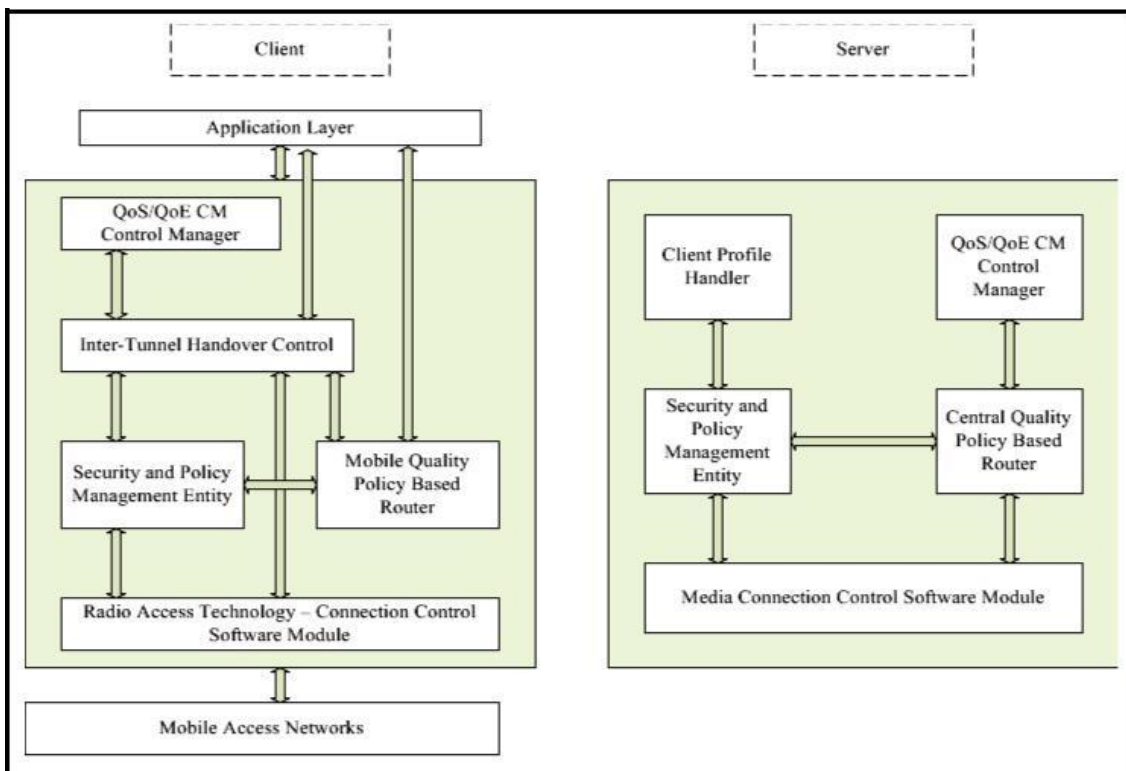 Client
Application Layer
QoS/QoE CM
Control Manager
Inter-Tunnel Handover Control
Security and Policy
Management Entity
Mobile Quality
Policy Based
Router
Radio Access Technology – Connection Control
Software Module
Mobile Access Networks
Server
Client Profile
Handler
QoS/QoE CM
Control
Manager
Security and
Policy
Management
Entity
Central Quality
Policy Based
Router
Media Connection Control Software Module